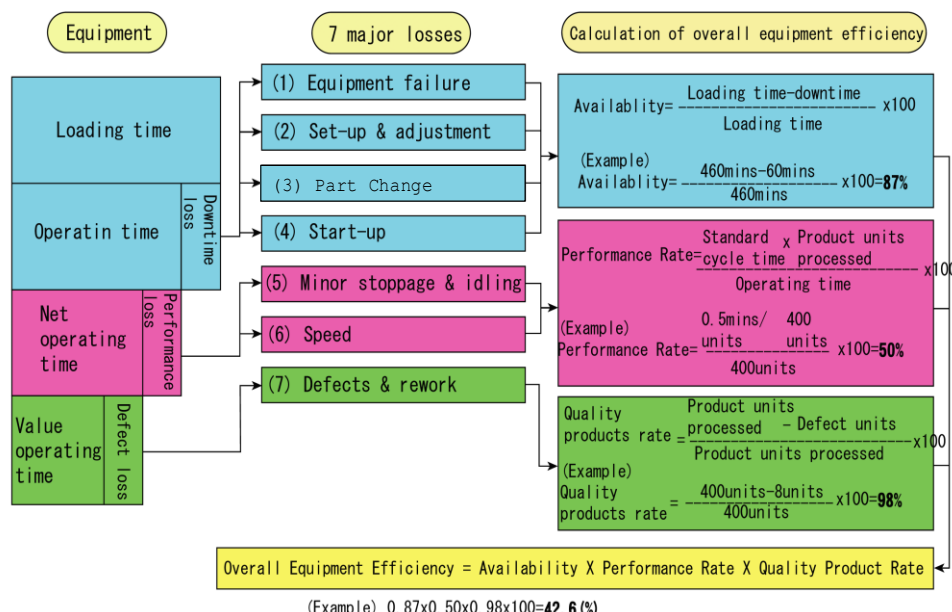 Equipment
7 major losses
Calculation of overall equipment efficiency
Loading time
Operatin time
Downtime
loss
Net
operating
time
Performance
loss
Value
operating
time
Defect loss
(1) Equipment failure
(2) Set-up & adjustment
(3) Part Change
(4) Start-up
(5) Minor stoppage & idling
(6) Speed
(7) Defects & rework
Availablity= Loading time-downtime x100
Loading time
(Example)
Availablity= 460mins-60mins x100=87%
460mins
Performance Rate= Standard cycle time x Product units processed x100
Operating time
(Example)
Performance Rate= 0.5mins/units 400 units x100=50%
400units
Quality products rate = Product units processed - Defect units x100
Product units processed
(Example)
Quality products rate = 400units-8units x100=98%
400units
Overall Equipment Efficiency = Availability X Performance Rate X Quality Product Rate
(Example) 0.87x0.50x0.98x100=42.6(%)